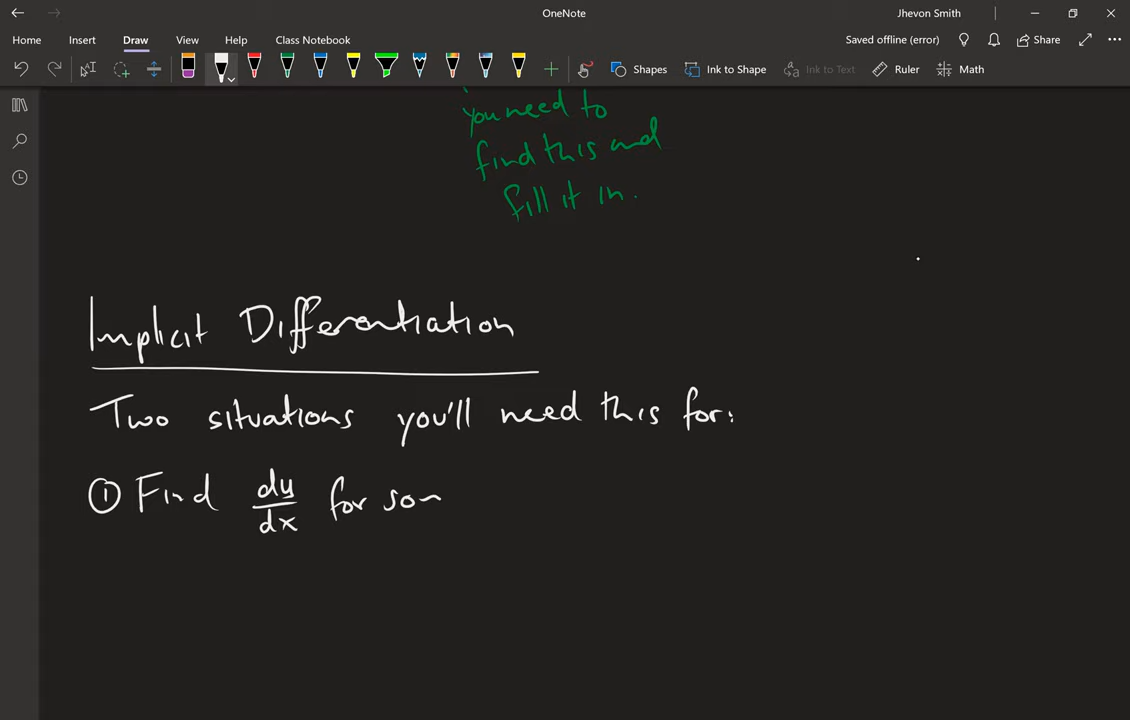 OneNote
Jhevon Smith
Home Insert Draw View Help Class Notebook
Saved offline (error) Share
Shapes Ink to Shape Ink to Text Ruler Math
you need to
find this and
fill it in.
Implicit Differentiation
Two situations you'll need this for:
① Find dy/dx for som